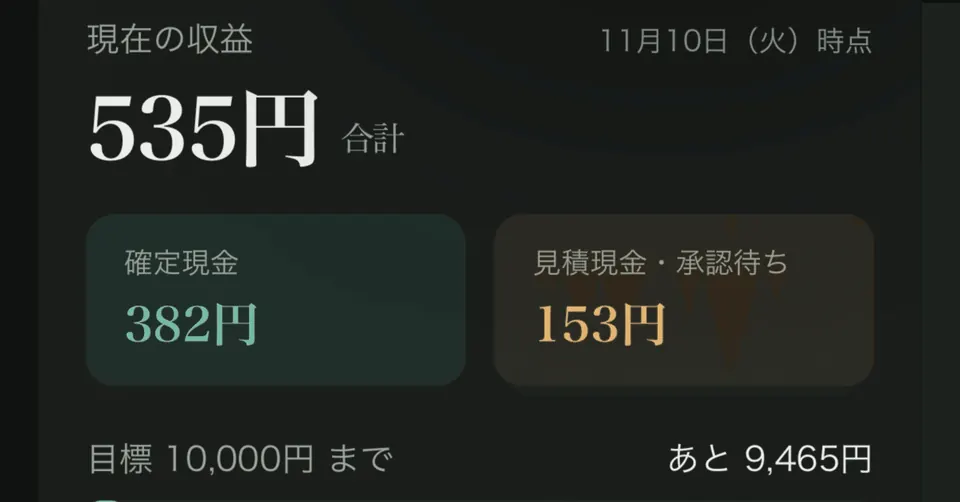 現在の収益
11月10日（火）時点
535円 合計
確定現金
382円
見積現金・承認待ち
153円
目標 10,000円 まで
あと 9,465円